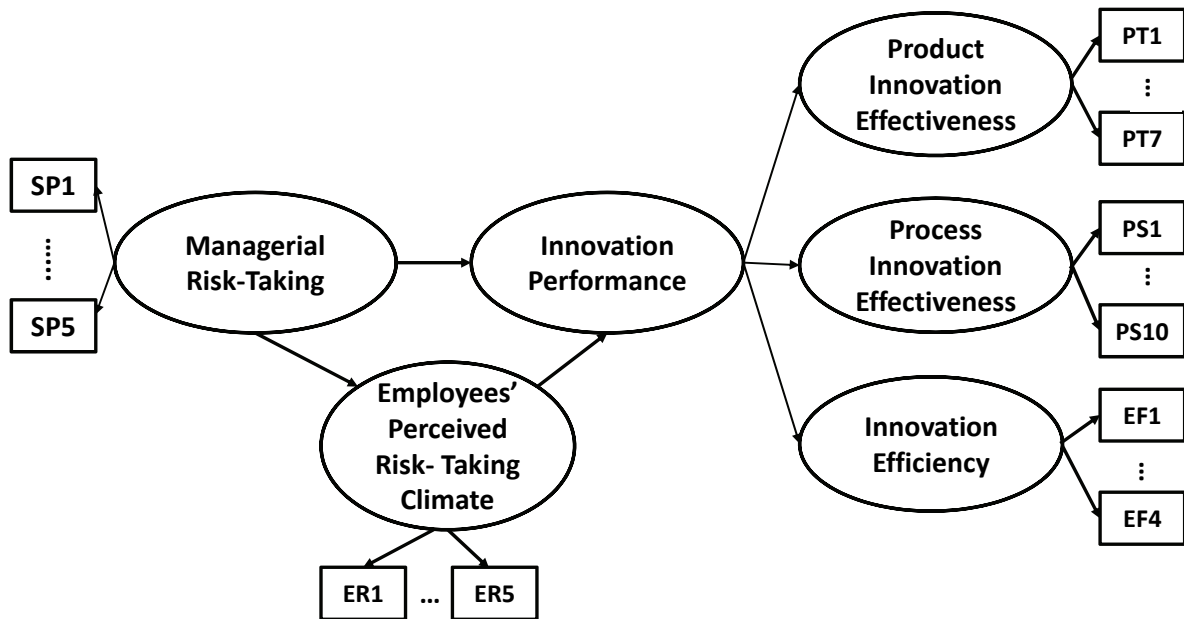 SP1
......
SP5
Managerial
Risk-Taking
Employees'
Perceived
Risk- Taking
Climate
ER1
...
ER5
Innovation
Performance
Product
Innovation
Effectiveness
PT1
...
PT7
Process
Innovation
Effectiveness
PS1
...
PS10
Innovation
Efficiency
EF1
...
EF4